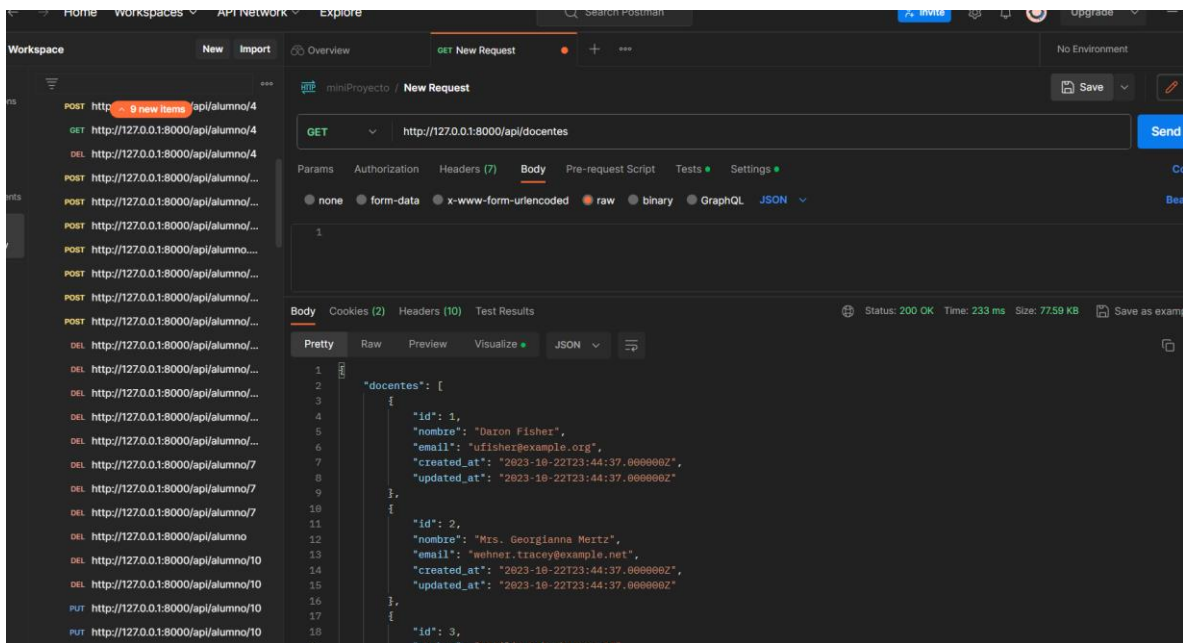 Home Workspaces API Network Explore Search Postman Invite Upgrade
Workspace New Import Overview GET New Request No Environment
miniProyecto / New Request Save
9 new items
POST http /api/alumno/4
GET http://127.0.0.1:8000/api/alumno/4
DEL http://127.0.0.1:8000/api/alumno/4
POST http://127.0.0.1:8000/api/alumno/...
POST http://127.0.0.1:8000/api/alumno/...
POST http://127.0.0.1:8000/api/alumno/...
POST http://127.0.0.1:8000/api/alumno....
POST http://127.0.0.1:8000/api/alumno/...
POST http://127.0.0.1:8000/api/alumno/...
POST http://127.0.0.1:8000/api/alumno/...
DEL http://127.0.0.1:8000/api/alumno/...
DEL http://127.0.0.1:8000/api/alumno/...
DEL http://127.0.0.1:8000/api/alumno/...
DEL http://127.0.0.1:8000/api/alumno/...
DEL http://127.0.0.1:8000/api/alumno/...
DEL http://127.0.0.1:8000/api/alumno/7
DEL http://127.0.0.1:8000/api/alumno/7
DEL http://127.0.0.1:8000/api/alumno/7
DEL http://127.0.0.1:8000/api/alumno
DEL http://127.0.0.1:8000/api/alumno/10
DEL http://127.0.0.1:8000/api/alumno/10
PUT http://127.0.0.1:8000/api/alumno/10
PUT http://127.0.0.1:8000/api/alumno/10
GET http://127.0.0.1:8000/api/docentes Send
Params Authorization Headers (7) Body Pre-request Script Tests Settings
none form-data x-www-form-urlencoded raw binary GraphQL JSON
1
Body Cookies (2) Headers (10) Test Results Status: 200 OK Time: 233 ms Size: 77.59 KB Save as examp
Pretty Raw Preview Visualize JSON
1 {
2 "docentes": [
3 {
4 "id": 1,
5 "nombre": "Daron Fisher",
6 "email": "ufisher@example.org",
7 "created_at": "2023-10-22T23:44:37.000000Z",
8 "updated_at": "2023-10-22T23:44:37.000000Z"
9 },
10 {
11 "id": 2,
12 "nombre": "Mrs. Georgianna Mertz",
13 "email": "wehner.tracey@example.net",
14 "created_at": "2023-10-22T23:44:37.000000Z",
15 "updated_at": "2023-10-22T23:44:37.000000Z"
16 },
17 {
18 "id": 3,